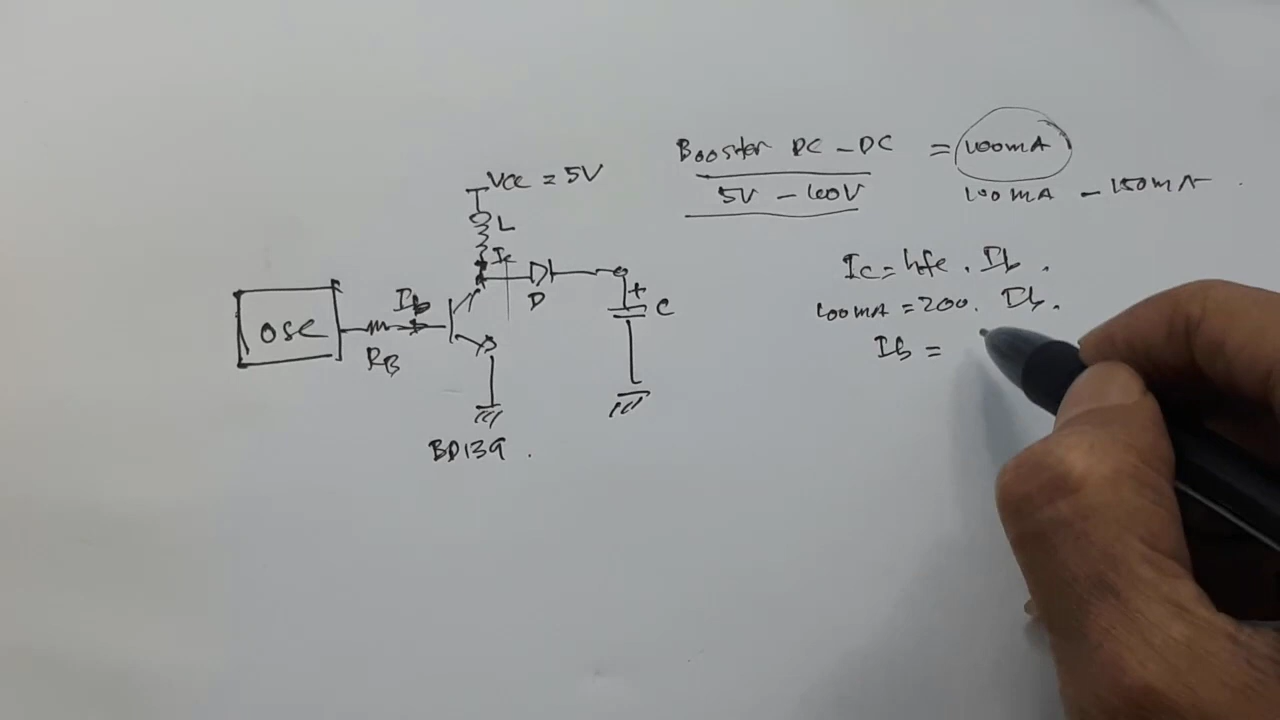 Booster DC-DC = 100mA
5V - 100V
100mA - 150mA.
VCC = 5V
L
Ic
D
+
C
OSC
Ib
RB
BD139.
Ic = hfe . Ib.
100mA = 200. Ib.
Ib =